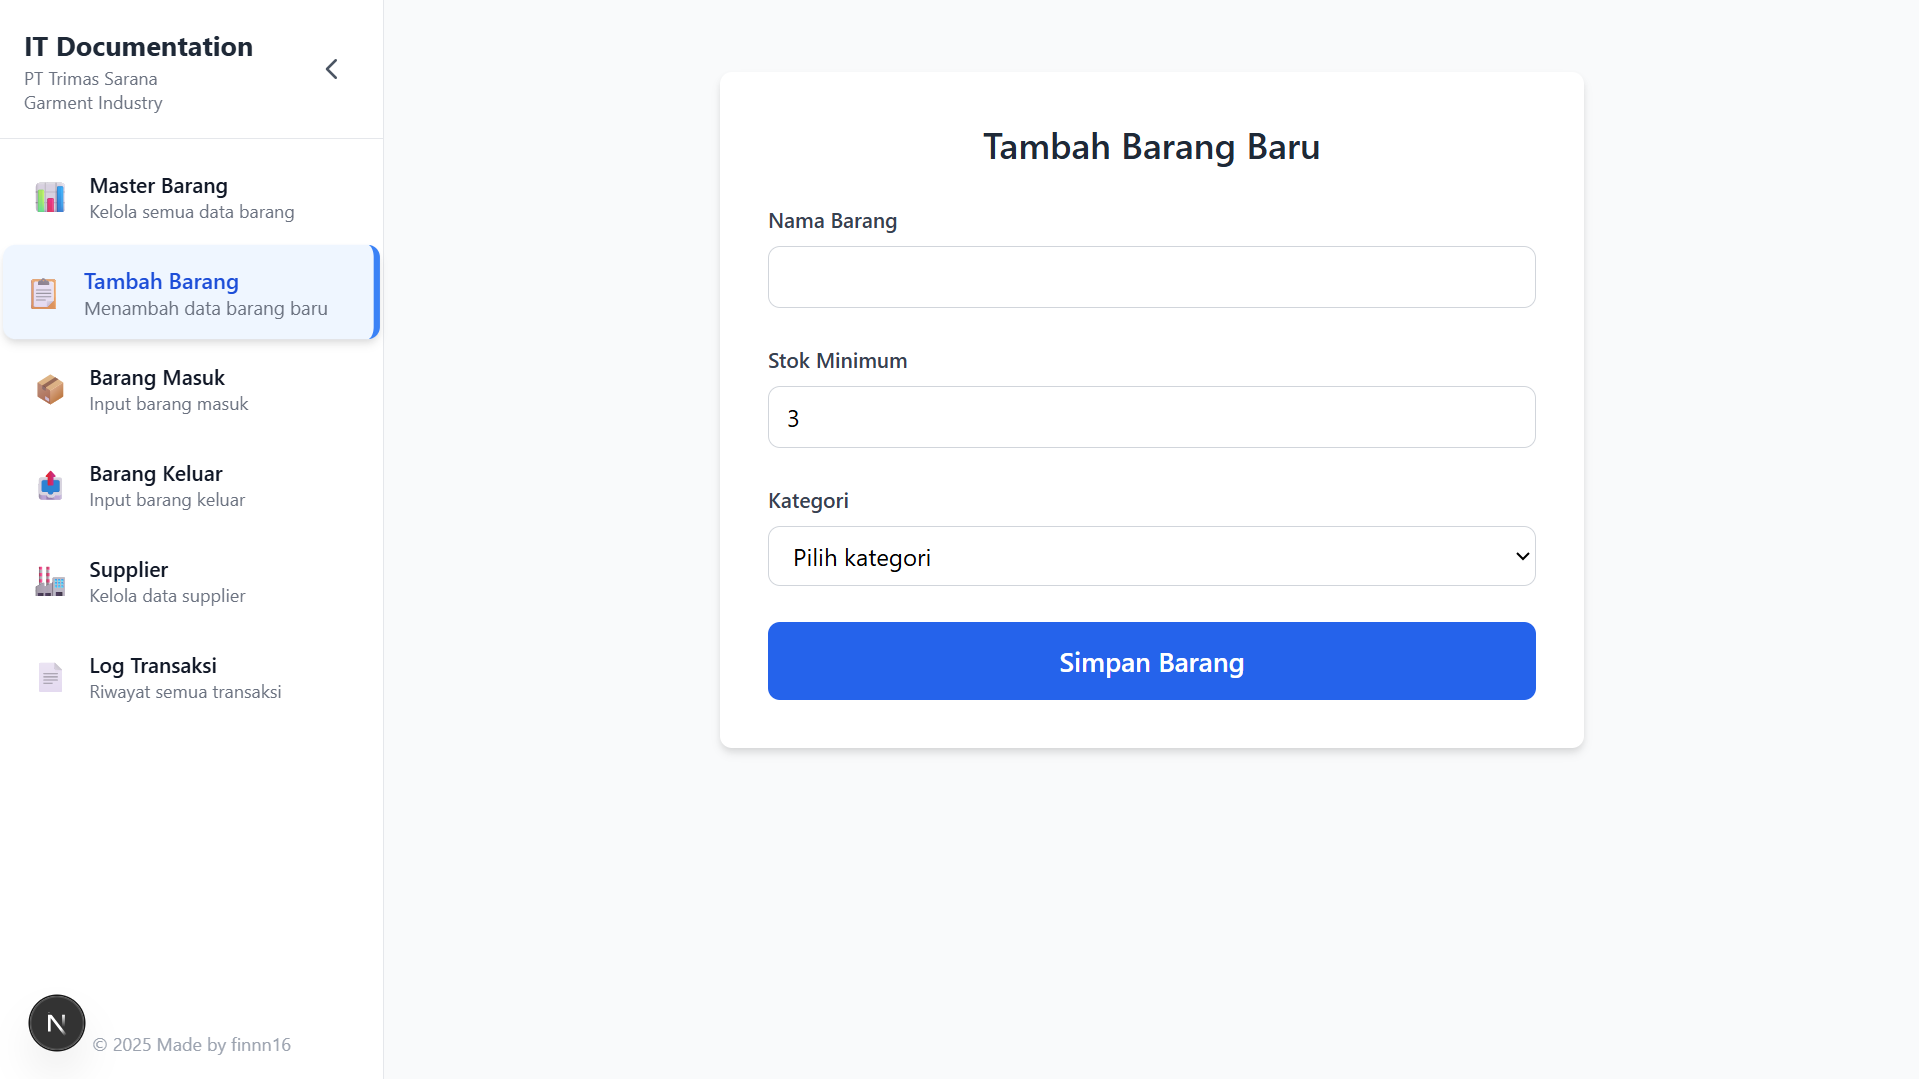 IT Documentation
PT Trimas Sarana
Garment Industry
Master Barang
Kelola semua data barang
Tambah Barang
Menambah data barang baru
Barang Masuk
Input barang masuk
Barang Keluar
Input barang keluar
Supplier
Kelola data supplier
Log Transaksi
Riwayat semua transaksi
N
© 2025 Made by finnn16
Tambah Barang Baru
Nama Barang
Stok Minimum
3
Kategori
Pilih kategori
Simpan Barang